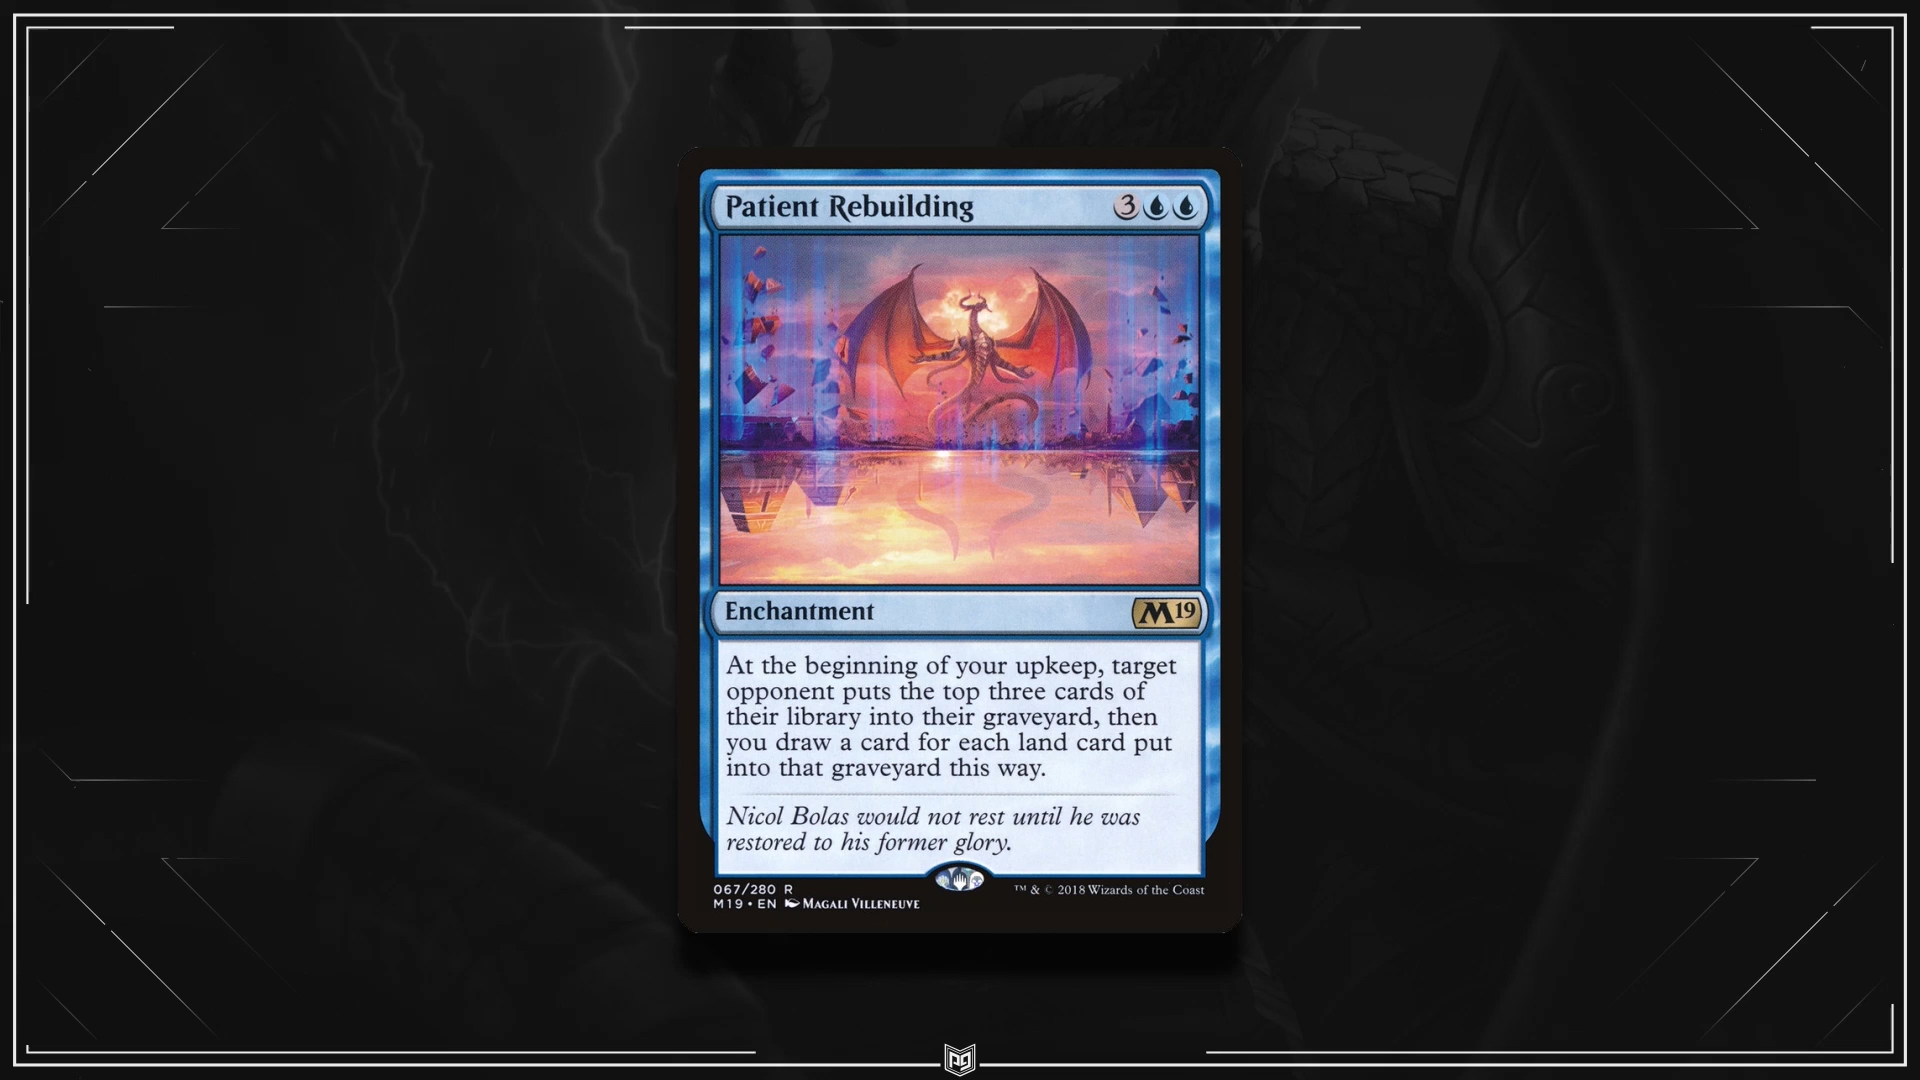 Patient Rebuilding 3
Enchantment M19
At the beginning of your upkeep, target
opponent puts the top three cards of
their library into their graveyard, then
you draw a card for each land card put
into that graveyard this way.
Nicol Bolas would not rest until he was
restored to his former glory.
067/280 R
M19 • EN Magali Villeneuve
™ & © 2018 Wizards of the Coast
PG